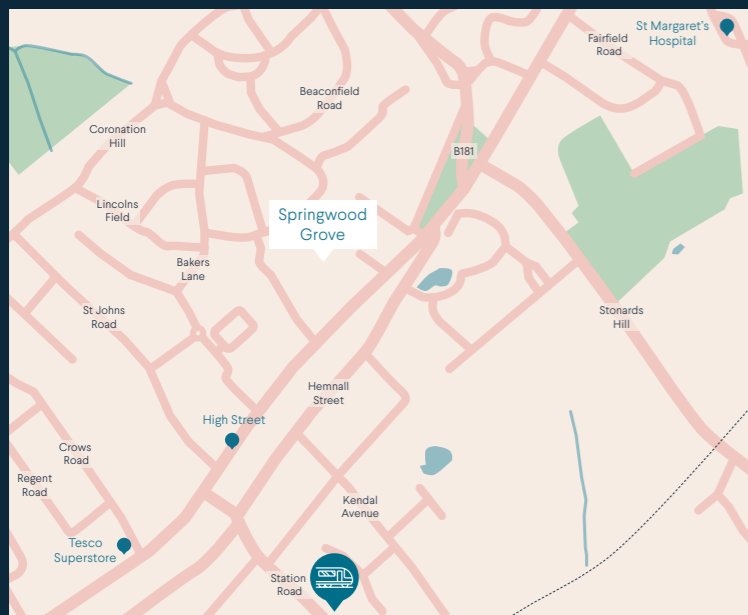 St Margaret's
Hospital
Fairfield
Road
Beaconfield
Road
Coronation
Hill
B181
Lincolns
Field
Springwood
Grove
Bakers
Lane
St Johns
Road
Stonards
Hill
Hemnall
Street
High Street
Crows
Road
Regent
Road
Kendal
Avenue
Tesco
Superstore
Station
Road